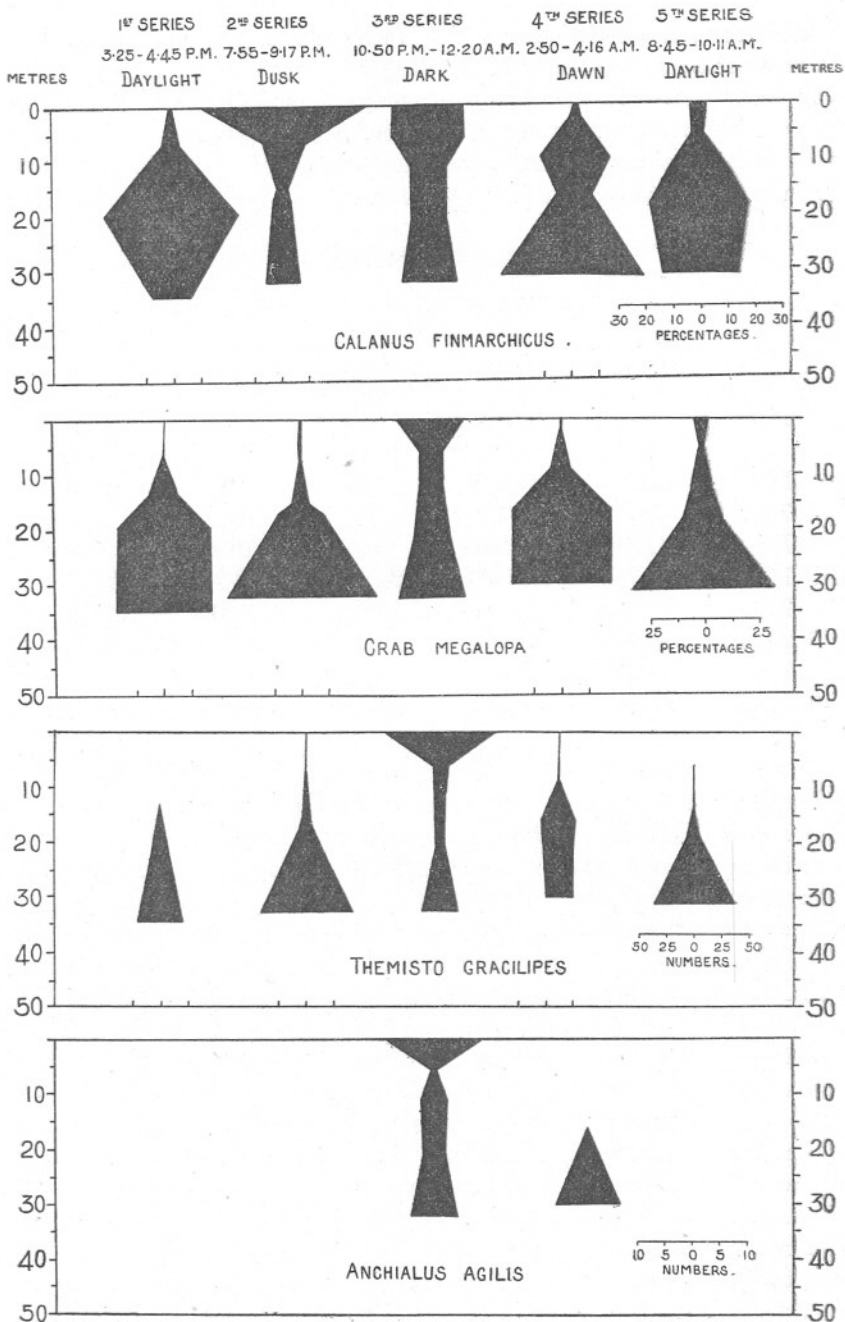 1ST SERIES 2ND SERIES 3RD SERIES 4TH SERIES 5TH SERIES
3·25-4·45 P.M. 7·55-9·17 P.M. 10·50 P.M.-12·20 A.M. 2·50-4·16 A.M. 8·45-10·11 A.M.
METRES DAYLIGHT DUSK DARK DAWN DAYLIGHT METRES
0 0
10 10
20 20
30 30
30 20 10 0 10 20 30
PERCENTAGES.
40 40
CALANUS FINMARCHICUS.
50 50
10 10
20 20
30 30
25 0 25
PERCENTAGES
40 40
CRAB MEGALOPA
50 50
10 10
20 20
30 30
50 25 0 25 50
NUMBERS.
40 40
THEMISTO GRACILIPES
50 50
10 10
20 20
30 30
10 5 0 5 10
NUMBERS.
40 40
ANCHIALUS AGILIS
50 50